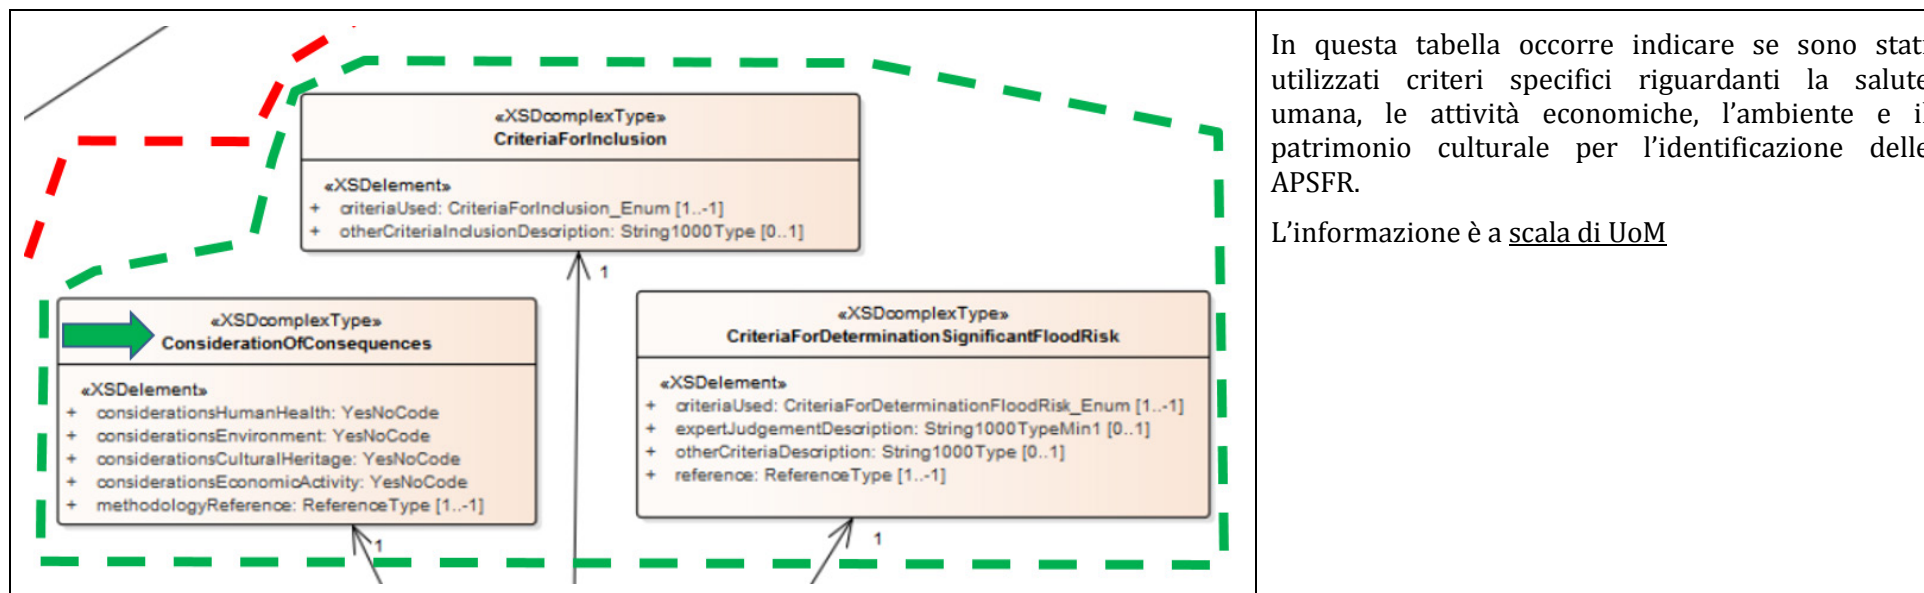 «XSDcomplexType»
CriteriaForInclusion
«XSDelement»
+ criteriaUsed: CriteriaForInclusion_Enum [1..-1]
+ otherCriteriaInclusionDescription: String1000Type [0..1]
1
«XSDcomplexType»
ConsiderationOfConsequences
«XSDelement»
+ considerationsHumanHealth: YesNoCode
+ considerationsEnvironment: YesNoCode
+ considerationsCulturalHeritage: YesNoCode
+ considerationsEconomicActivity: YesNoCode
+ methodologyReference: ReferenceType [1..-1]
1
«XSDcomplexType»
CriteriaForDeterminationSignificantFloodRisk
«XSDelement»
+ criteriaUsed: CriteriaForDeterminationFloodRisk_Enum [1..-1]
+ expertJudgementDescription: String1000TypeMin1 [0..1]
+ otherCriteriaDescription: String1000Type [0..1]
+ reference: ReferenceType [1..-1]
1
In questa tabella occorre indicare se sono stati
utilizzati criteri specifici riguardanti la salute
umana, le attività economiche, l’ambiente e il
patrimonio culturale per l’identificazione delle
APSFR.
L’informazione è a scala di UoM